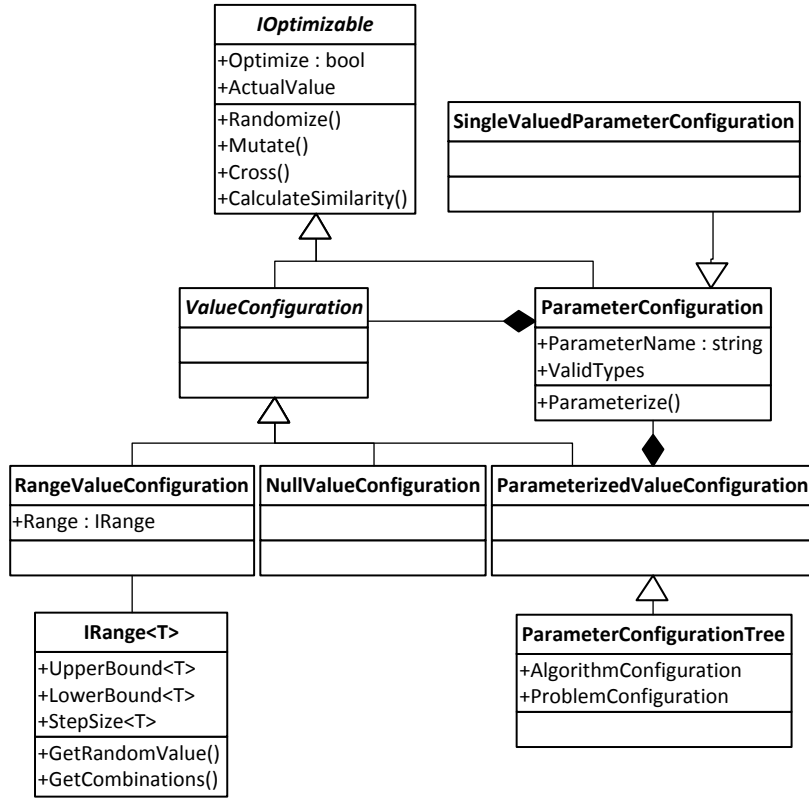 IOptimizable
+Optimize : bool
+ActualValue
+Randomize()
+Mutate()
+Cross()
+CalculateSimilarity()
SingleValuedParameterConfiguration
ValueConfiguration
ParameterConfiguration
+ParameterName : string
+ValidTypes
+Parameterize()
RangeValueConfiguration
+Range : IRange
NullValueConfiguration
ParameterizedValueConfiguration
IRange<T>
+UpperBound<T>
+LowerBound<T>
+StepSize<T>
+GetRandomValue()
+GetCombinations()
ParameterConfigurationTree
+AlgorithmConfiguration
+ProblemConfiguration